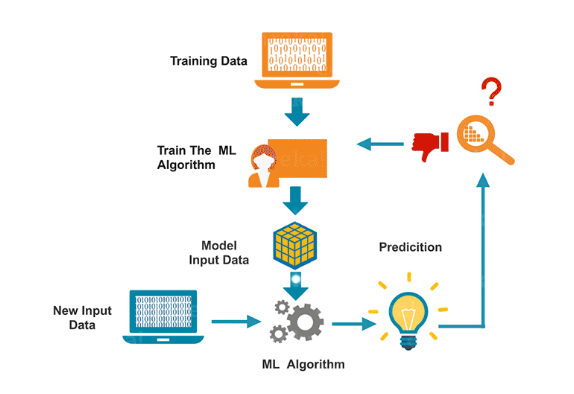 Training Data
Train The ML
Algorithm
?
Model
Input Data
Predicition
New Input
Data
ML Algorithm